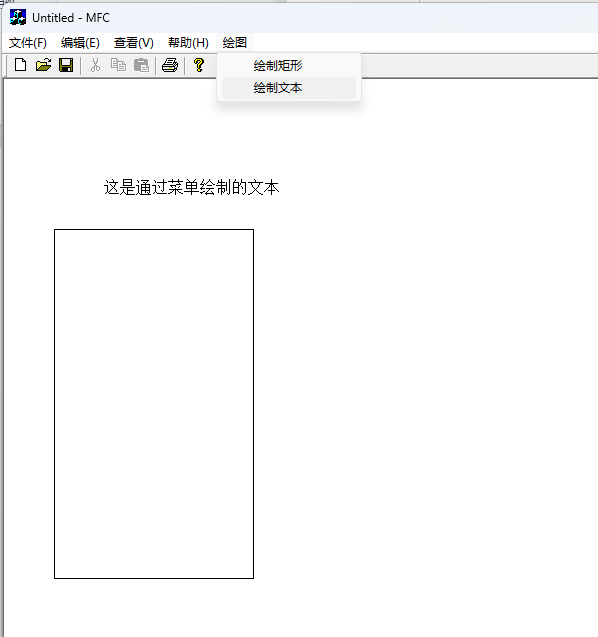 Untitled - MFC
文件(F) 编辑(E) 查看(V) 帮助(H) 绘图
绘制矩形
绘制文本
这是通过菜单绘制的文本